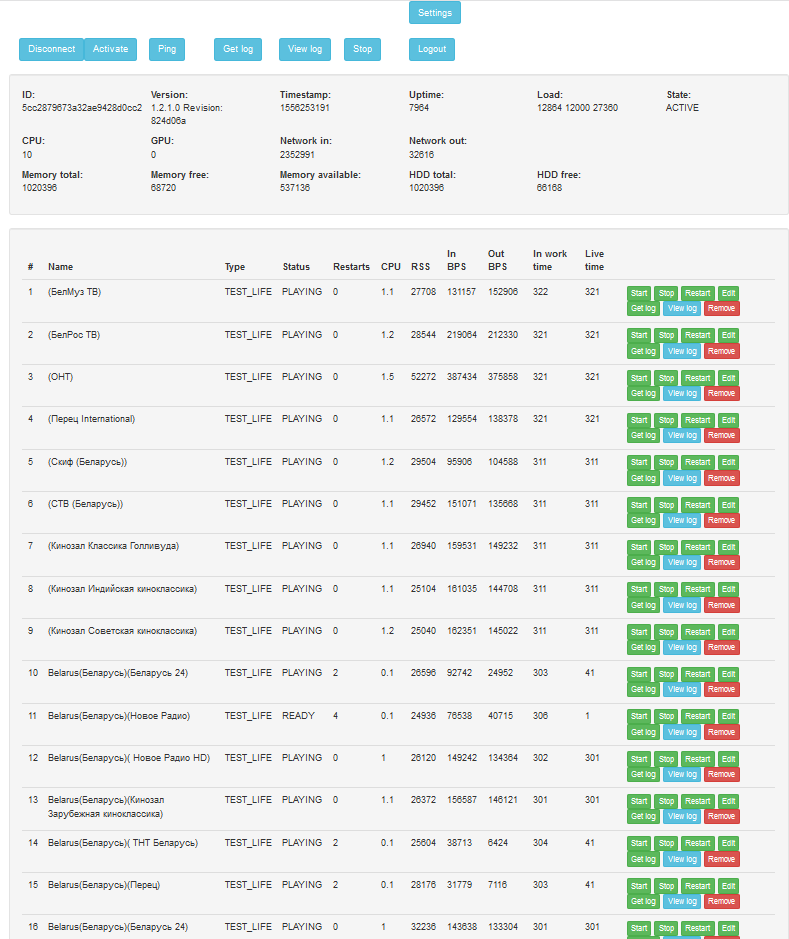 Settings
Disconnect Activate Ping Get log View log Stop Logout
ID: Version: Timestamp: Uptime: Load: State:
5cc2879673a32ae9428d0cc2 1.2.1.0 Revision: 1556253191 7964 12864 12000 27360 ACTIVE
824d06a
CPU: GPU: Network in: Network out:
10 0 2352991 32616
Memory total: Memory free: Memory available: HDD total: HDD free:
1020396 68720 537136 1020396 66168
In Out In work Live
# Name Type Status Restarts CPU RSS BPS BPS time time
1 (БелМуз ТВ) TEST_LIFE PLAYING 0 1.1 27708 131157 152906 322 321 Start Stop Restart Edit
Get log View log Remove
2 (БелРос ТВ) TEST_LIFE PLAYING 0 1.2 28544 219064 212330 321 321 Start Stop Restart Edit
Get log View log Remove
3 (ОНТ) TEST_LIFE PLAYING 0 1.5 52272 387434 375858 321 321 Start Stop Restart Edit
Get log View log Remove
4 (Перец International) TEST_LIFE PLAYING 0 1.1 26572 129554 138378 321 321 Start Stop Restart Edit
Get log View log Remove
5 (Скиф (Беларусь)) TEST_LIFE PLAYING 0 1.2 29504 95906 104588 311 311 Start Stop Restart Edit
Get log View log Remove
6 (СТВ (Беларусь)) TEST_LIFE PLAYING 0 1.1 29452 151071 135668 311 311 Start Stop Restart Edit
Get log View log Remove
7 (Кинозал Классика Голливуда) TEST_LIFE PLAYING 0 1.1 26940 159531 149232 311 311 Start Stop Restart Edit
Get log View log Remove
8 (Кинозал Индийская киноклассика) TEST_LIFE PLAYING 0 1.1 25104 161035 144708 311 311 Start Stop Restart Edit
Get log View log Remove
9 (Кинозал Советская киноклассика) TEST_LIFE PLAYING 0 1.2 25040 162351 145022 311 311 Start Stop Restart Edit
Get log View log Remove
10 Belarus(Беларусь)(Беларусь 24) TEST_LIFE PLAYING 2 0.1 26596 92742 24952 303 41 Start Stop Restart Edit
Get log View log Remove
11 Belarus(Беларусь)(Новое Радио) TEST_LIFE READY 4 0.1 24936 76538 40715 306 1 Start Stop Restart Edit
Get log View log Remove
12 Belarus(Беларусь)( Новое Радио HD) TEST_LIFE PLAYING 0 1 26120 149242 134364 302 301 Start Stop Restart Edit
Get log View log Remove
13 Belarus(Беларусь)(Кинозал TEST_LIFE PLAYING 0 1.1 26372 156587 146121 301 301 Start Stop Restart Edit
Зарубежная киноклассика) Get log View log Remove
14 Belarus(Беларусь)( ТНТ Беларусь) TEST_LIFE PLAYING 2 0.1 25604 38713 6424 304 41 Start Stop Restart Edit
Get log View log Remove
15 Belarus(Беларусь)(Перец) TEST_LIFE PLAYING 2 0.1 28176 31779 7116 303 41 Start Stop Restart Edit
Get log View log Remove
16 Belarus(Беларусь)(Беларусь 24) TEST_LIFE PLAYING 0 1 32236 143638 133304 301 301 Start Stop Restart Edit